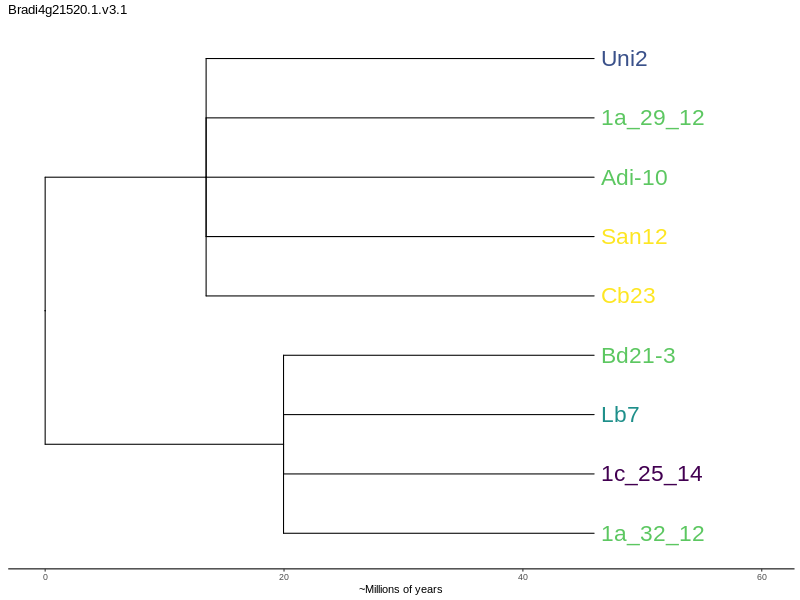 Bradi4g21520.1.v3.1
Uni2
1a_29_12
Adi-10
San12
Cb23
Bd21-3
Lb7
1c_25_14
1a_32_12
0 20 40 60
~Millions of years